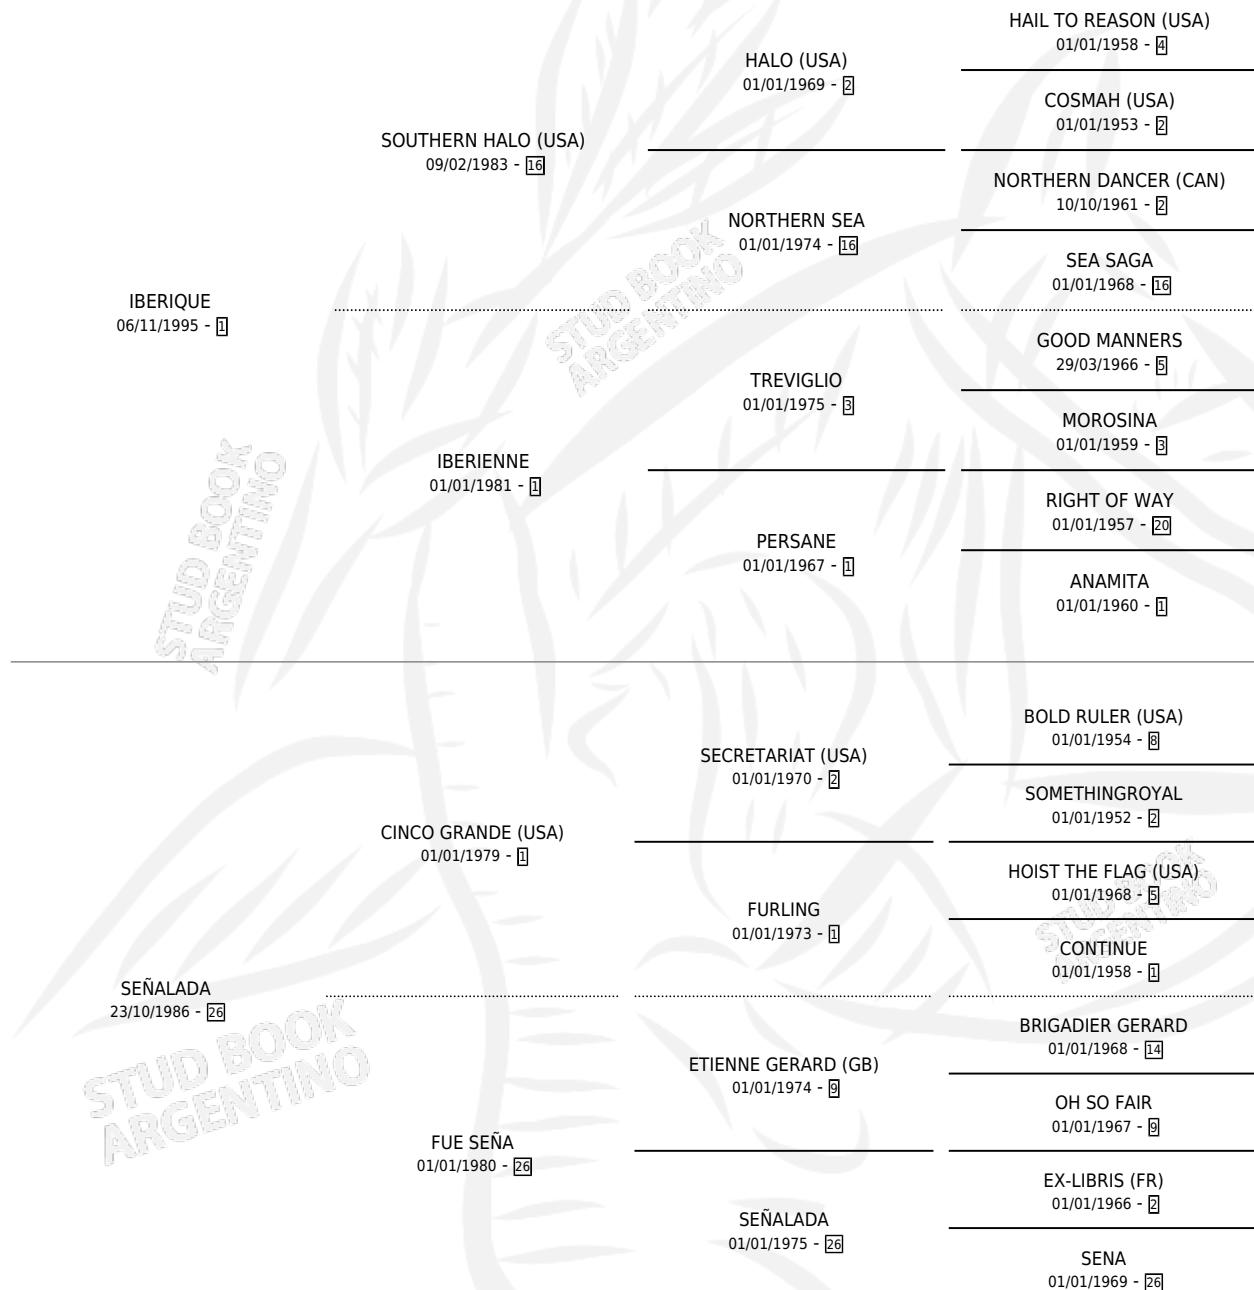 HAIL TO REASON (USA)
01/01/1958 - 4
HALO (USA)
01/01/1969 - 2
COSMAH (USA)
01/01/1953 - 2
SOUTHERN HALO (USA)
09/02/1983 - 16
NORTHERN DANCER (CAN)
10/10/1961 - 2
NORTHERN SEA
01/01/1974 - 16
SEA SAGA
01/01/1968 - 16
IBERIQUE
06/11/1995 - 1
GOOD MANNERS
29/03/1966 - 5
TREVIGLIO
01/01/1975 - 3
MOROSINA
01/01/1959 - 3
IBERIENNE
01/01/1981 - 1
RIGHT OF WAY
01/01/1957 - 20
PERSANE
01/01/1967 - 1
ANAMITA
01/01/1960 - 1
BOLD RULER (USA)
01/01/1954 - 8
SECRETARIAT (USA)
01/01/1970 - 2
SOMETHINGROYAL
01/01/1952 - 2
CINCO GRANDE (USA)
01/01/1979 - 1
HOIST THE FLAG (USA)
01/01/1968 - 5
FURLING
01/01/1973 - 1
CONTINUE
01/01/1958 - 1
SEÑALADA
23/10/1986 - 26
BRIGADIER GERARD
01/01/1968 - 14
ETIENNE GERARD (GB)
01/01/1974 - 9
OH SO FAIR
01/01/1967 - 9
FUE SEÑA
01/01/1980 - 26
EX-LIBRIS (FR)
01/01/1966 - 2
SEÑALADA
01/01/1975 - 26
SENA
01/01/1969 - 26
STUD BOOK
ARGENTINO
STUD BOOK
ARGENTINO
STUD BOOK
ARGENTINO
STUD BOOK
ARGENTINO